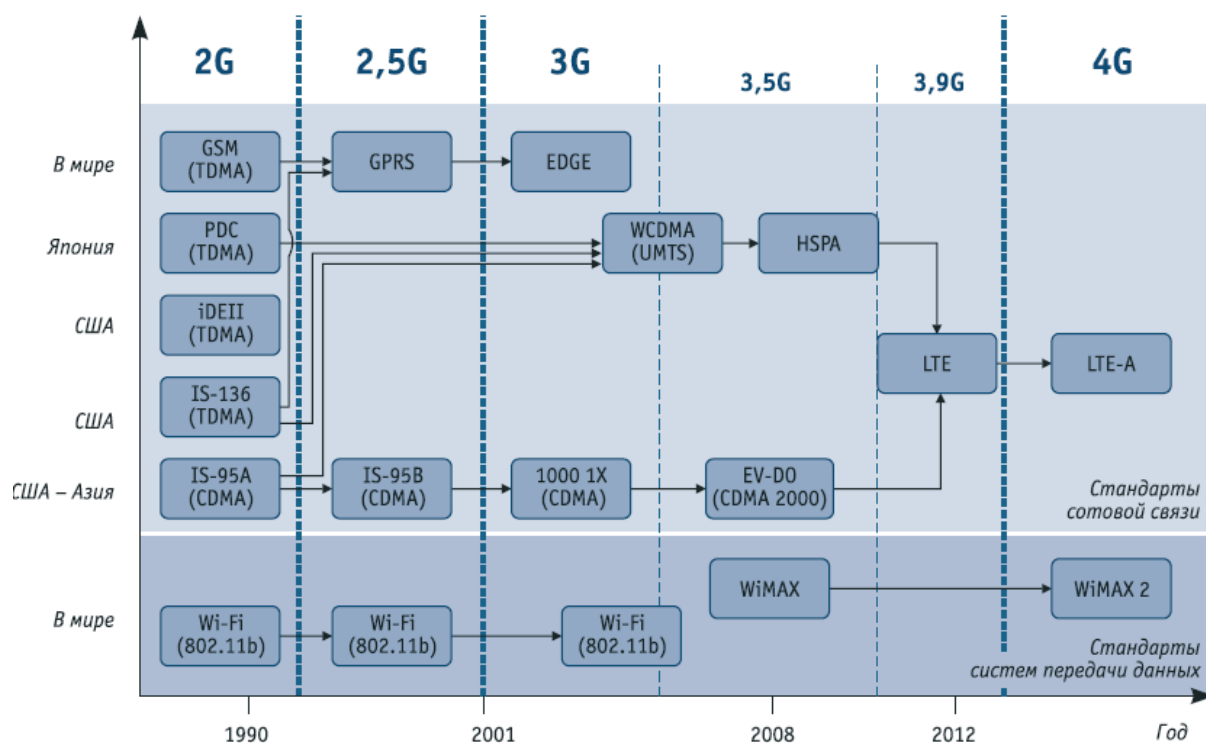 2G
2,5G
3G
3,5G
3,9G
4G
В мире
GSM
(TDMA)
GPRS
EDGE
Япония
PDC
(TDMA)
WCDMA
(UMTS)
HSPA
США
iDEII
(TDMA)
LTE
LTE-A
США
IS-136
(TDMA)
США – Азия
IS-95A
(CDMA)
IS-95B
(CDMA)
1000 1X
(CDMA)
EV-DO
(CDMA 2000)
Стандарты
сотовой связи
В мире
Wi-Fi
(802.11b)
Wi-Fi
(802.11b)
Wi-Fi
(802.11b)
WiMAX
WiMAX 2
Стандарты
систем передачи данных
1990
2001
2008
2012
Год